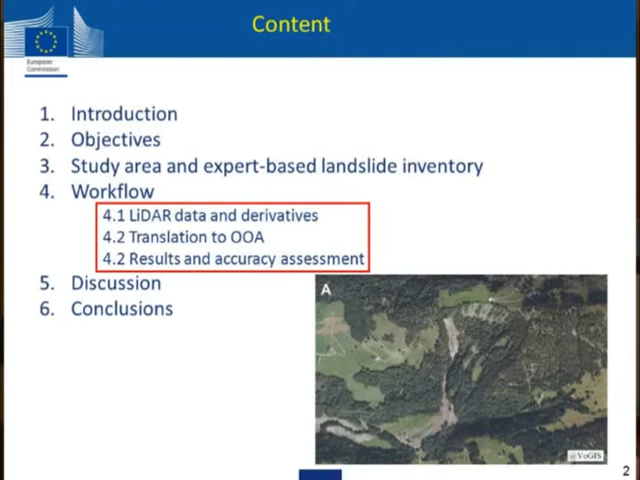 Content
European
Commission
1. Introduction
2. Objectives
3. Study area and expert-based landslide inventory
4. Workflow
4.1 LiDAR data and derivatives
4.2 Translation to OOA
4.2 Results and accuracy assessment
5. Discussion
6. Conclusions
A
@VoGIS
2